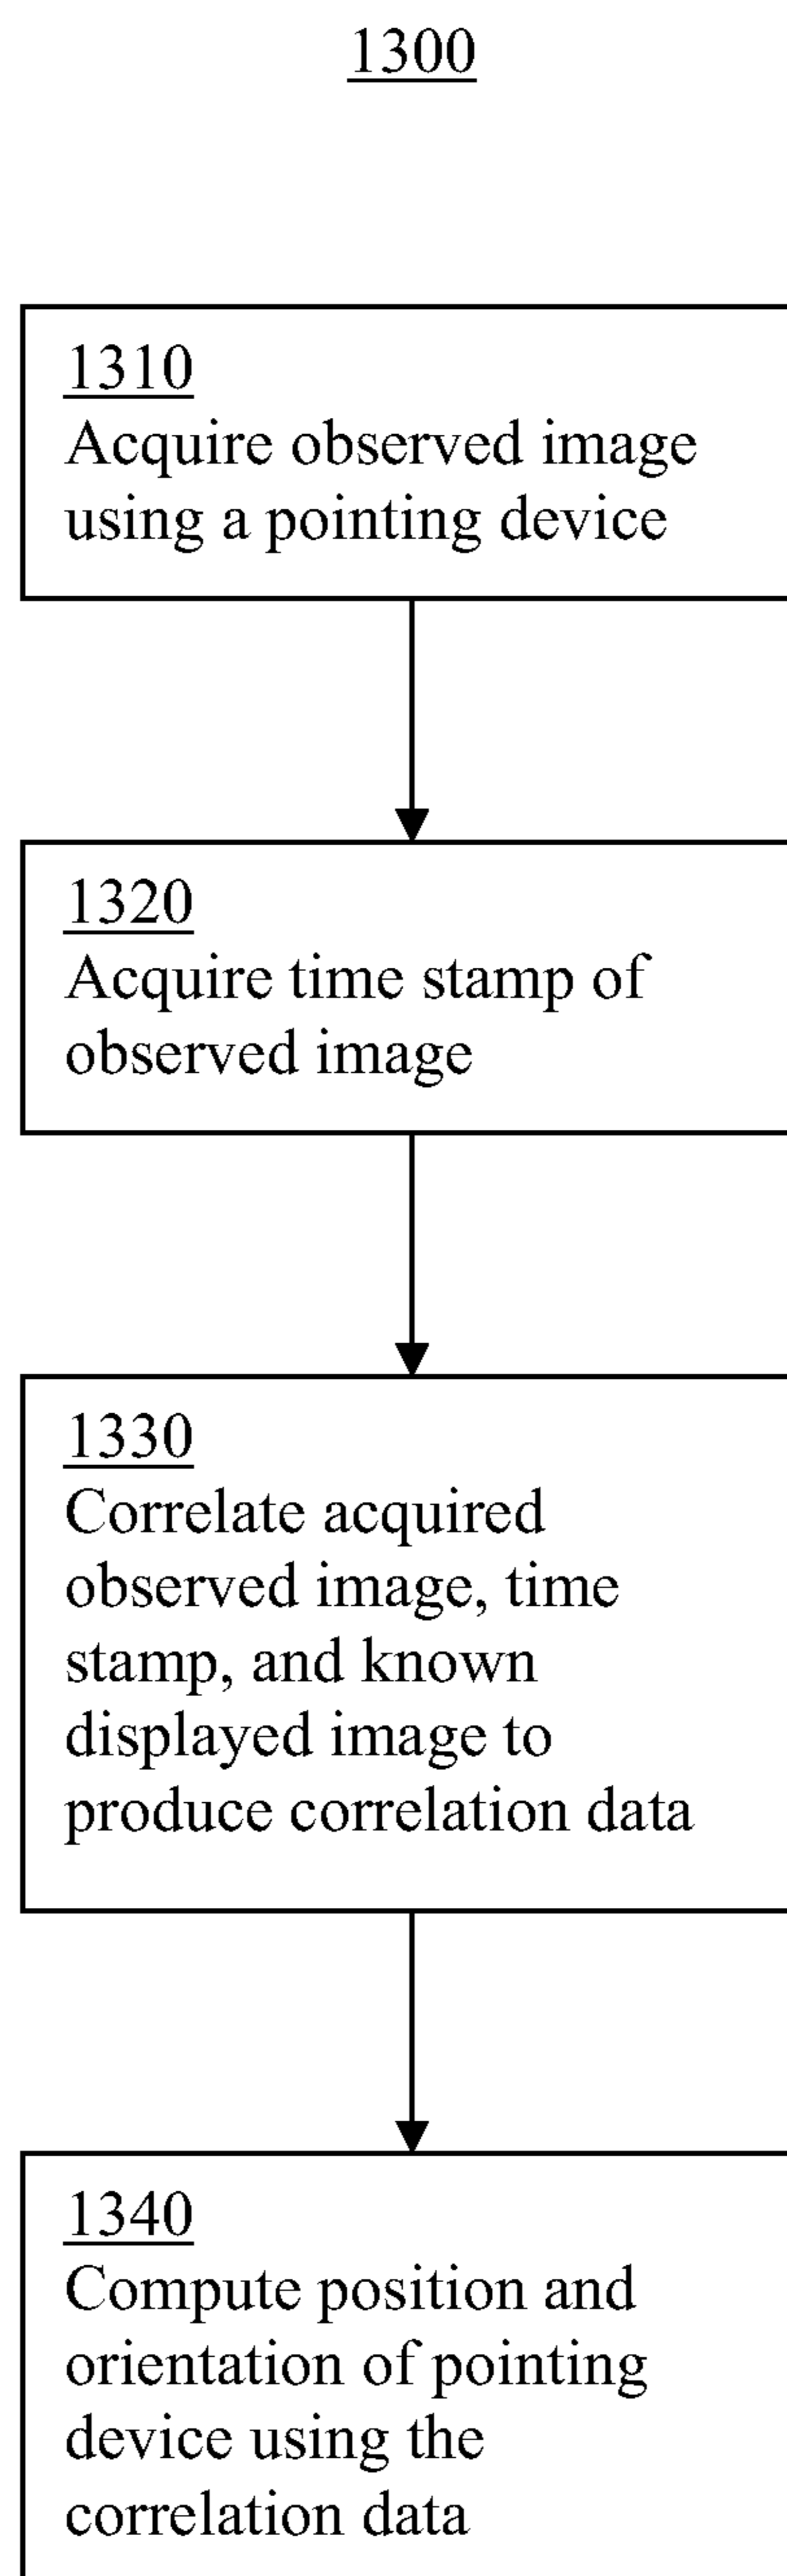 1300
1310
Acquire observed image
using a pointing device
1320
Acquire time stamp of
observed image
1330
Correlate acquired
observed image, time
stamp, and known
displayed image to
produce correlation data
1340
Compute position and
orientation of pointing
device using the
correlation data